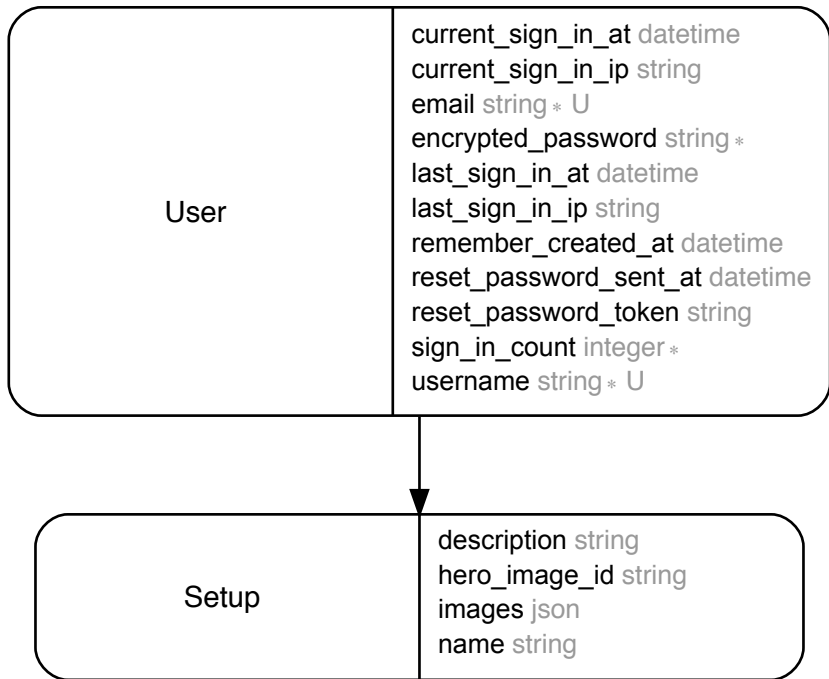 User
current_sign_in_at datetime
current_sign_in_ip string
email string * U
encrypted_password string *
last_sign_in_at datetime
last_sign_in_ip string
remember_created_at datetime
reset_password_sent_at datetime
reset_password_token string
sign_in_count integer *
username string * U
Setup
description string
hero_image_id string
images json
name string